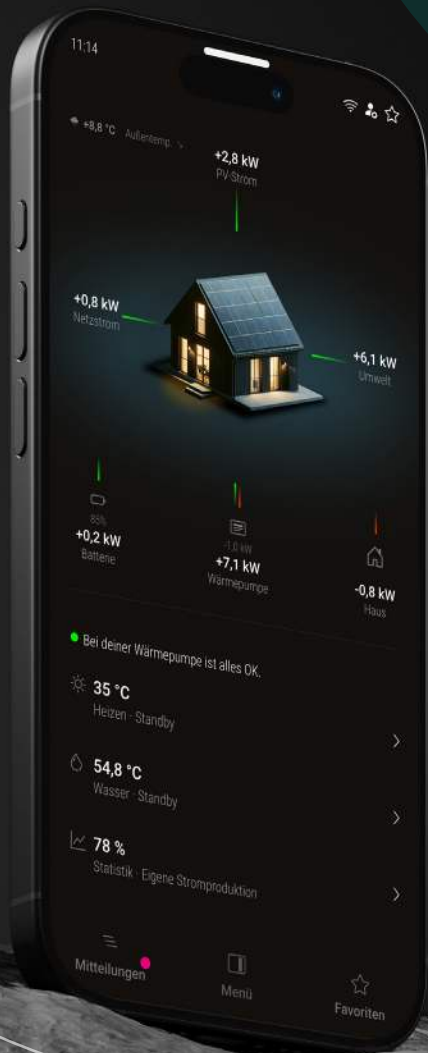 11:14
+8,8 °C Außentemp.
+2,8 kW
PV-Strom
+0,8 kW
Netzstrom
+6,1 kW
Umwelt
85%
+0,2 kW
Batterie
-1,0 kW
+7,1 kW
Wärmepumpe
-0,8 kW
Haus
Bei deiner Wärmepumpe ist alles OK.
35 °C
Heizen · Standby
54,8 °C
Wasser · Standby
78 %
Statistik · Eigene Stromproduktion
Mitteilungen
Menü
Favoriten